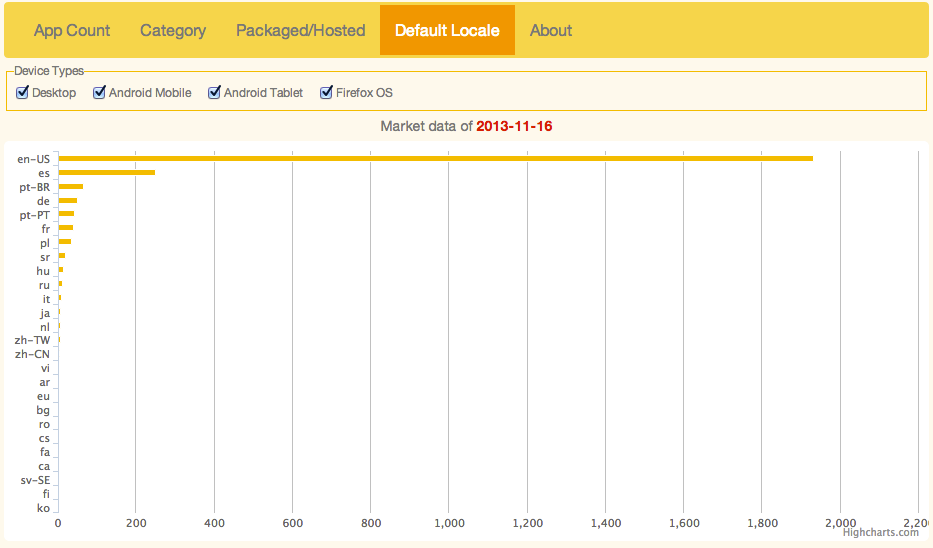 App Count Category Packaged/Hosted Default Locale About
Device Types
Desktop Android Mobile Android Tablet Firefox OS
Market data of 2013-11-16
en-US
es
pt-BR
de
pt-PT
fr
pl
sr
hu
ru
it
ja
nl
zh-TW
zh-CN
vi
ar
eu
bg
ro
cs
fa
ca
sv-SE
fi
ko
0 200 400 600 800 1,000 1,200 1,400 1,600 1,800 2,000 2,20
Highcharts.com